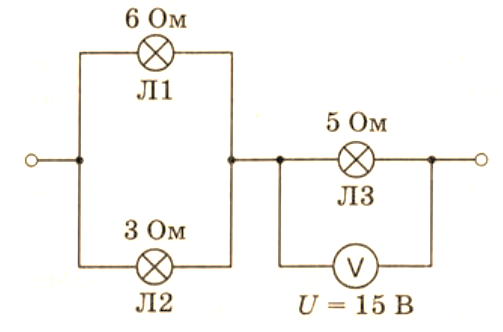 6 Ом
Л1
3 Ом
Л2
5 Ом
Л3
V
U = 15 В